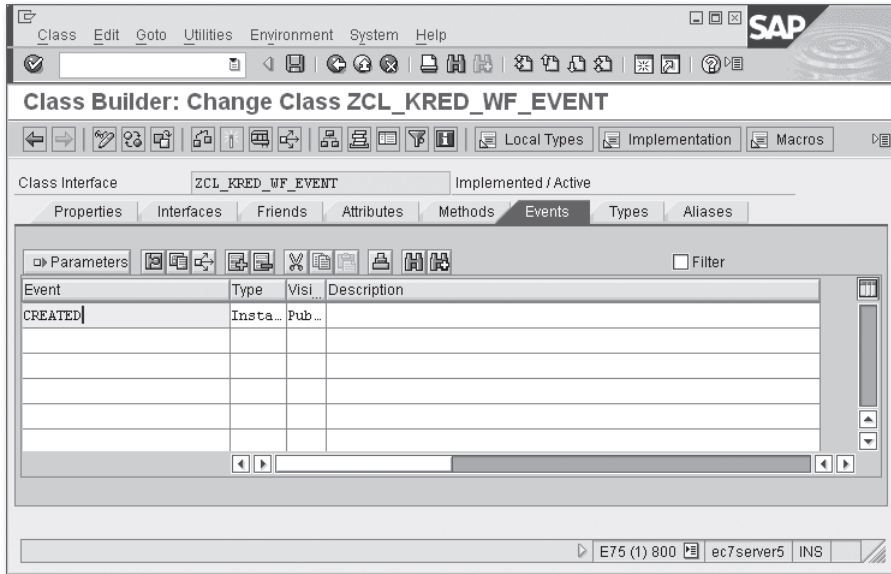 Class Edit Goto Utilities Environment System Help
SAP
Class Builder: Change Class ZCL_KRED_WF_EVENT
Local Types Implementation Macros
Class Interface ZCL_KRED_WF_EVENT Implemented / Active
Properties Interfaces Friends Attributes Methods Events Types Aliases
Parameters Filter
Event Type Visi... Description
CREATED Insta... Pub...
E75 (1) 800 ec7server5 INS